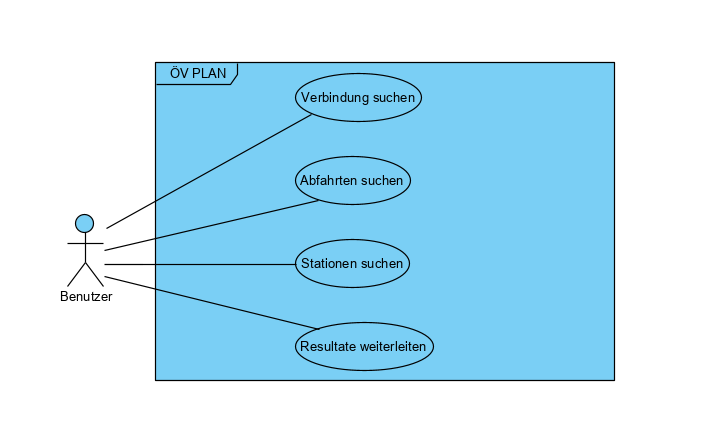 ÖV PLAN
Verbindung suchen
Abfahrten suchen
Stationen suchen
Benutzer
Resultate weiterleiten